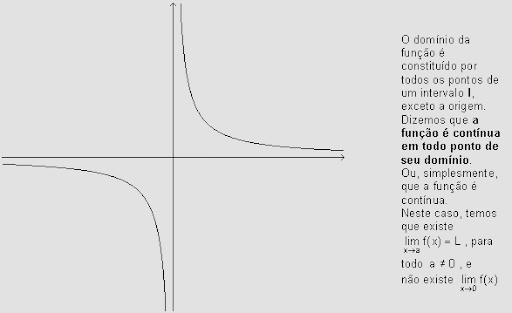 O domínio da
função é
constituído por
todos os pontos de
um intervalo I,
exceto a origem.
Dizemos que a
função é contínua
em todo ponto de
seu domínio.
Ou, simplesmente,
que a função é
contínua.
Neste caso, temos
que existe
lim f(x) = L , para
x→a
todo a ≠ 0 , e
não existe lim f(x)
x→0